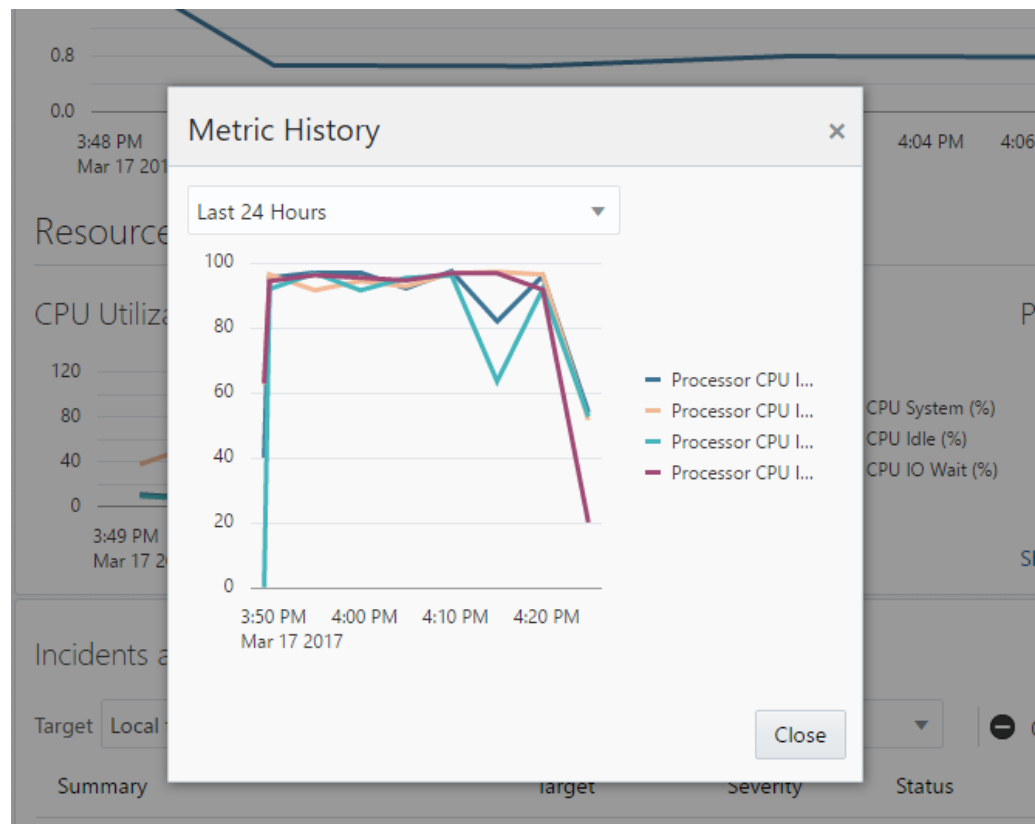 0.8
0.0
3:48 PM
Mar 17 201
4:04 PM
4:06
Metric History
×
Last 24 Hours
Resource
100
80
60
40
20
0
3:50 PM 4:00 PM 4:10 PM 4:20 PM
Mar 17 2017
Processor CPU I...
Processor CPU I...
Processor CPU I...
Processor CPU I...
CPU Utiliza
P
120
80
40
0
3:49 PM
Mar 17 2
CPU System (%)
CPU Idle (%)
CPU IO Wait (%)
Close
Incidents a
Target Local
Summary Target Severity Status